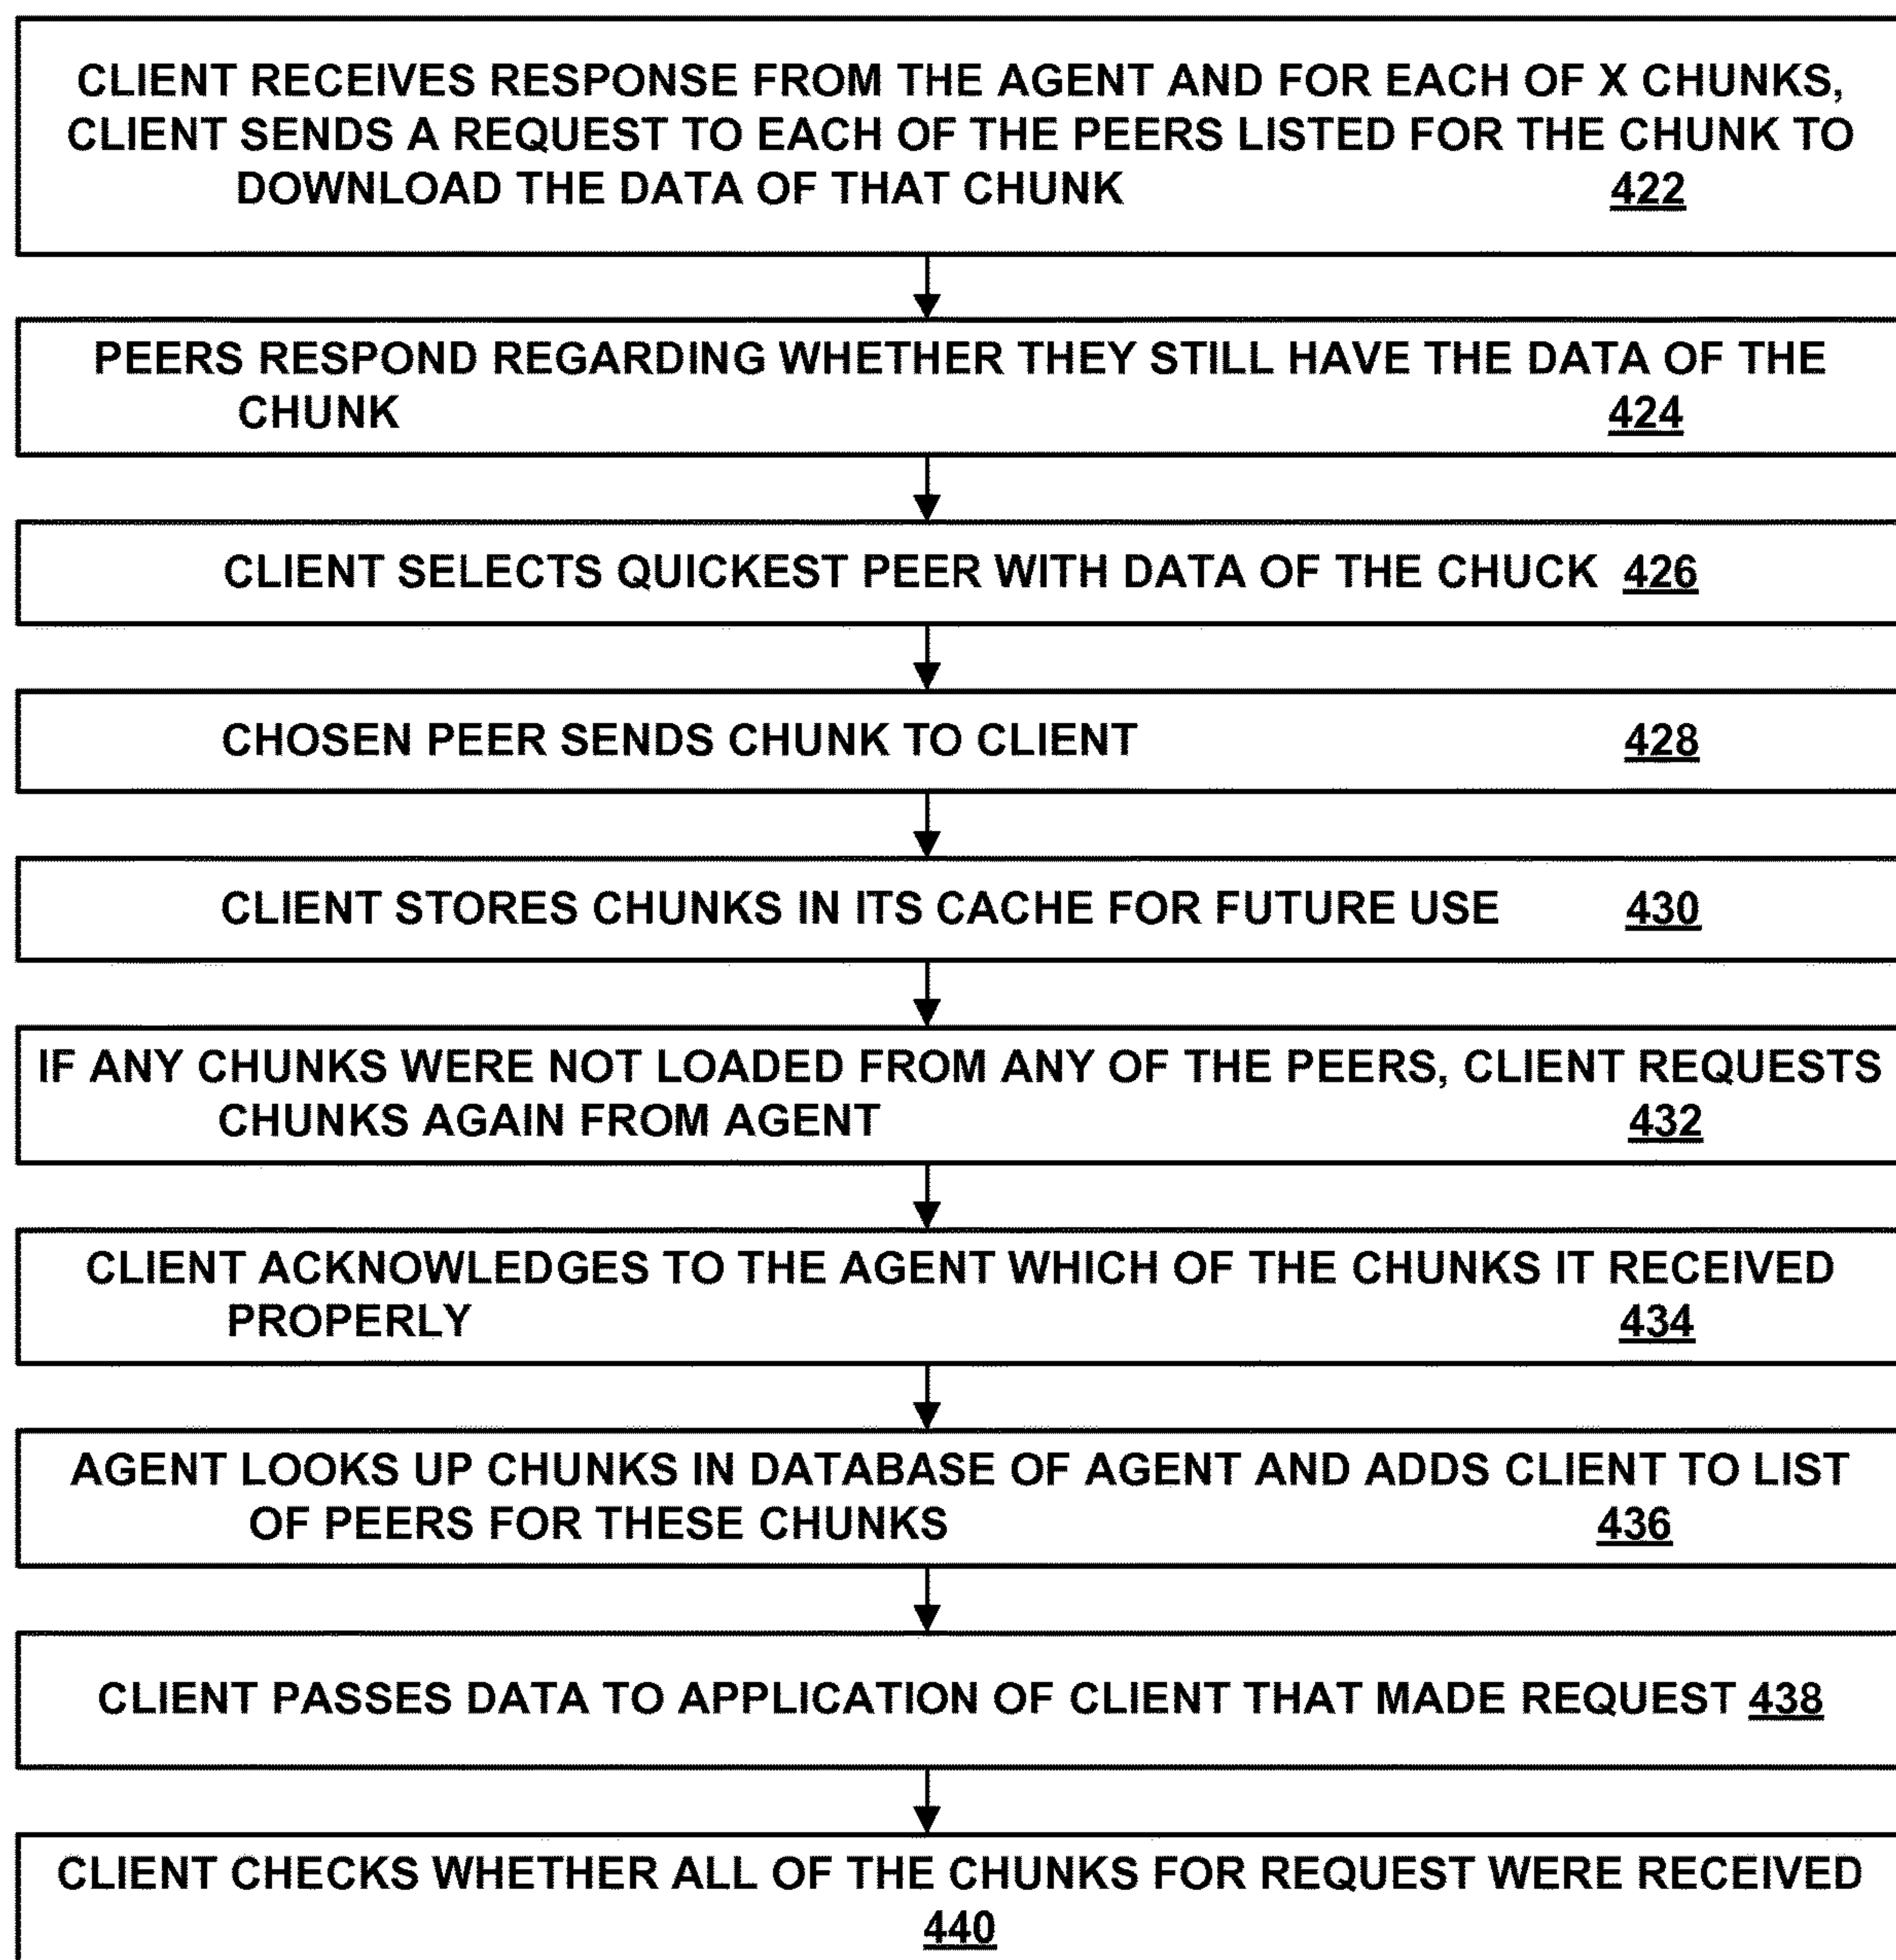 CLIENT RECEIVES RESPONSE FROM THE AGENT AND FOR EACH OF X CHUNKS,
CLIENT SENDS A REQUEST TO EACH OF THE PEERS LISTED FOR THE CHUNK TO
DOWNLOAD THE DATA OF THAT CHUNK 422
PEERS RESPOND REGARDING WHETHER THEY STILL HAVE THE DATA OF THE
CHUNK 424
CLIENT SELECTS QUICKEST PEER WITH DATA OF THE CHUCK 426
CHOSEN PEER SENDS CHUNK TO CLIENT 428
CLIENT STORES CHUNKS IN ITS CACHE FOR FUTURE USE 430
IF ANY CHUNKS WERE NOT LOADED FROM ANY OF THE PEERS, CLIENT REQUESTS
CHUNKS AGAIN FROM AGENT 432
CLIENT ACKNOWLEDGES TO THE AGENT WHICH OF THE CHUNKS IT RECEIVED
PROPERLY 434
AGENT LOOKS UP CHUNKS IN DATABASE OF AGENT AND ADDS CLIENT TO LIST
OF PEERS FOR THESE CHUNKS 436
CLIENT PASSES DATA TO APPLICATION OF CLIENT THAT MADE REQUEST 438
CLIENT CHECKS WHETHER ALL OF THE CHUNKS FOR REQUEST WERE RECEIVED
440